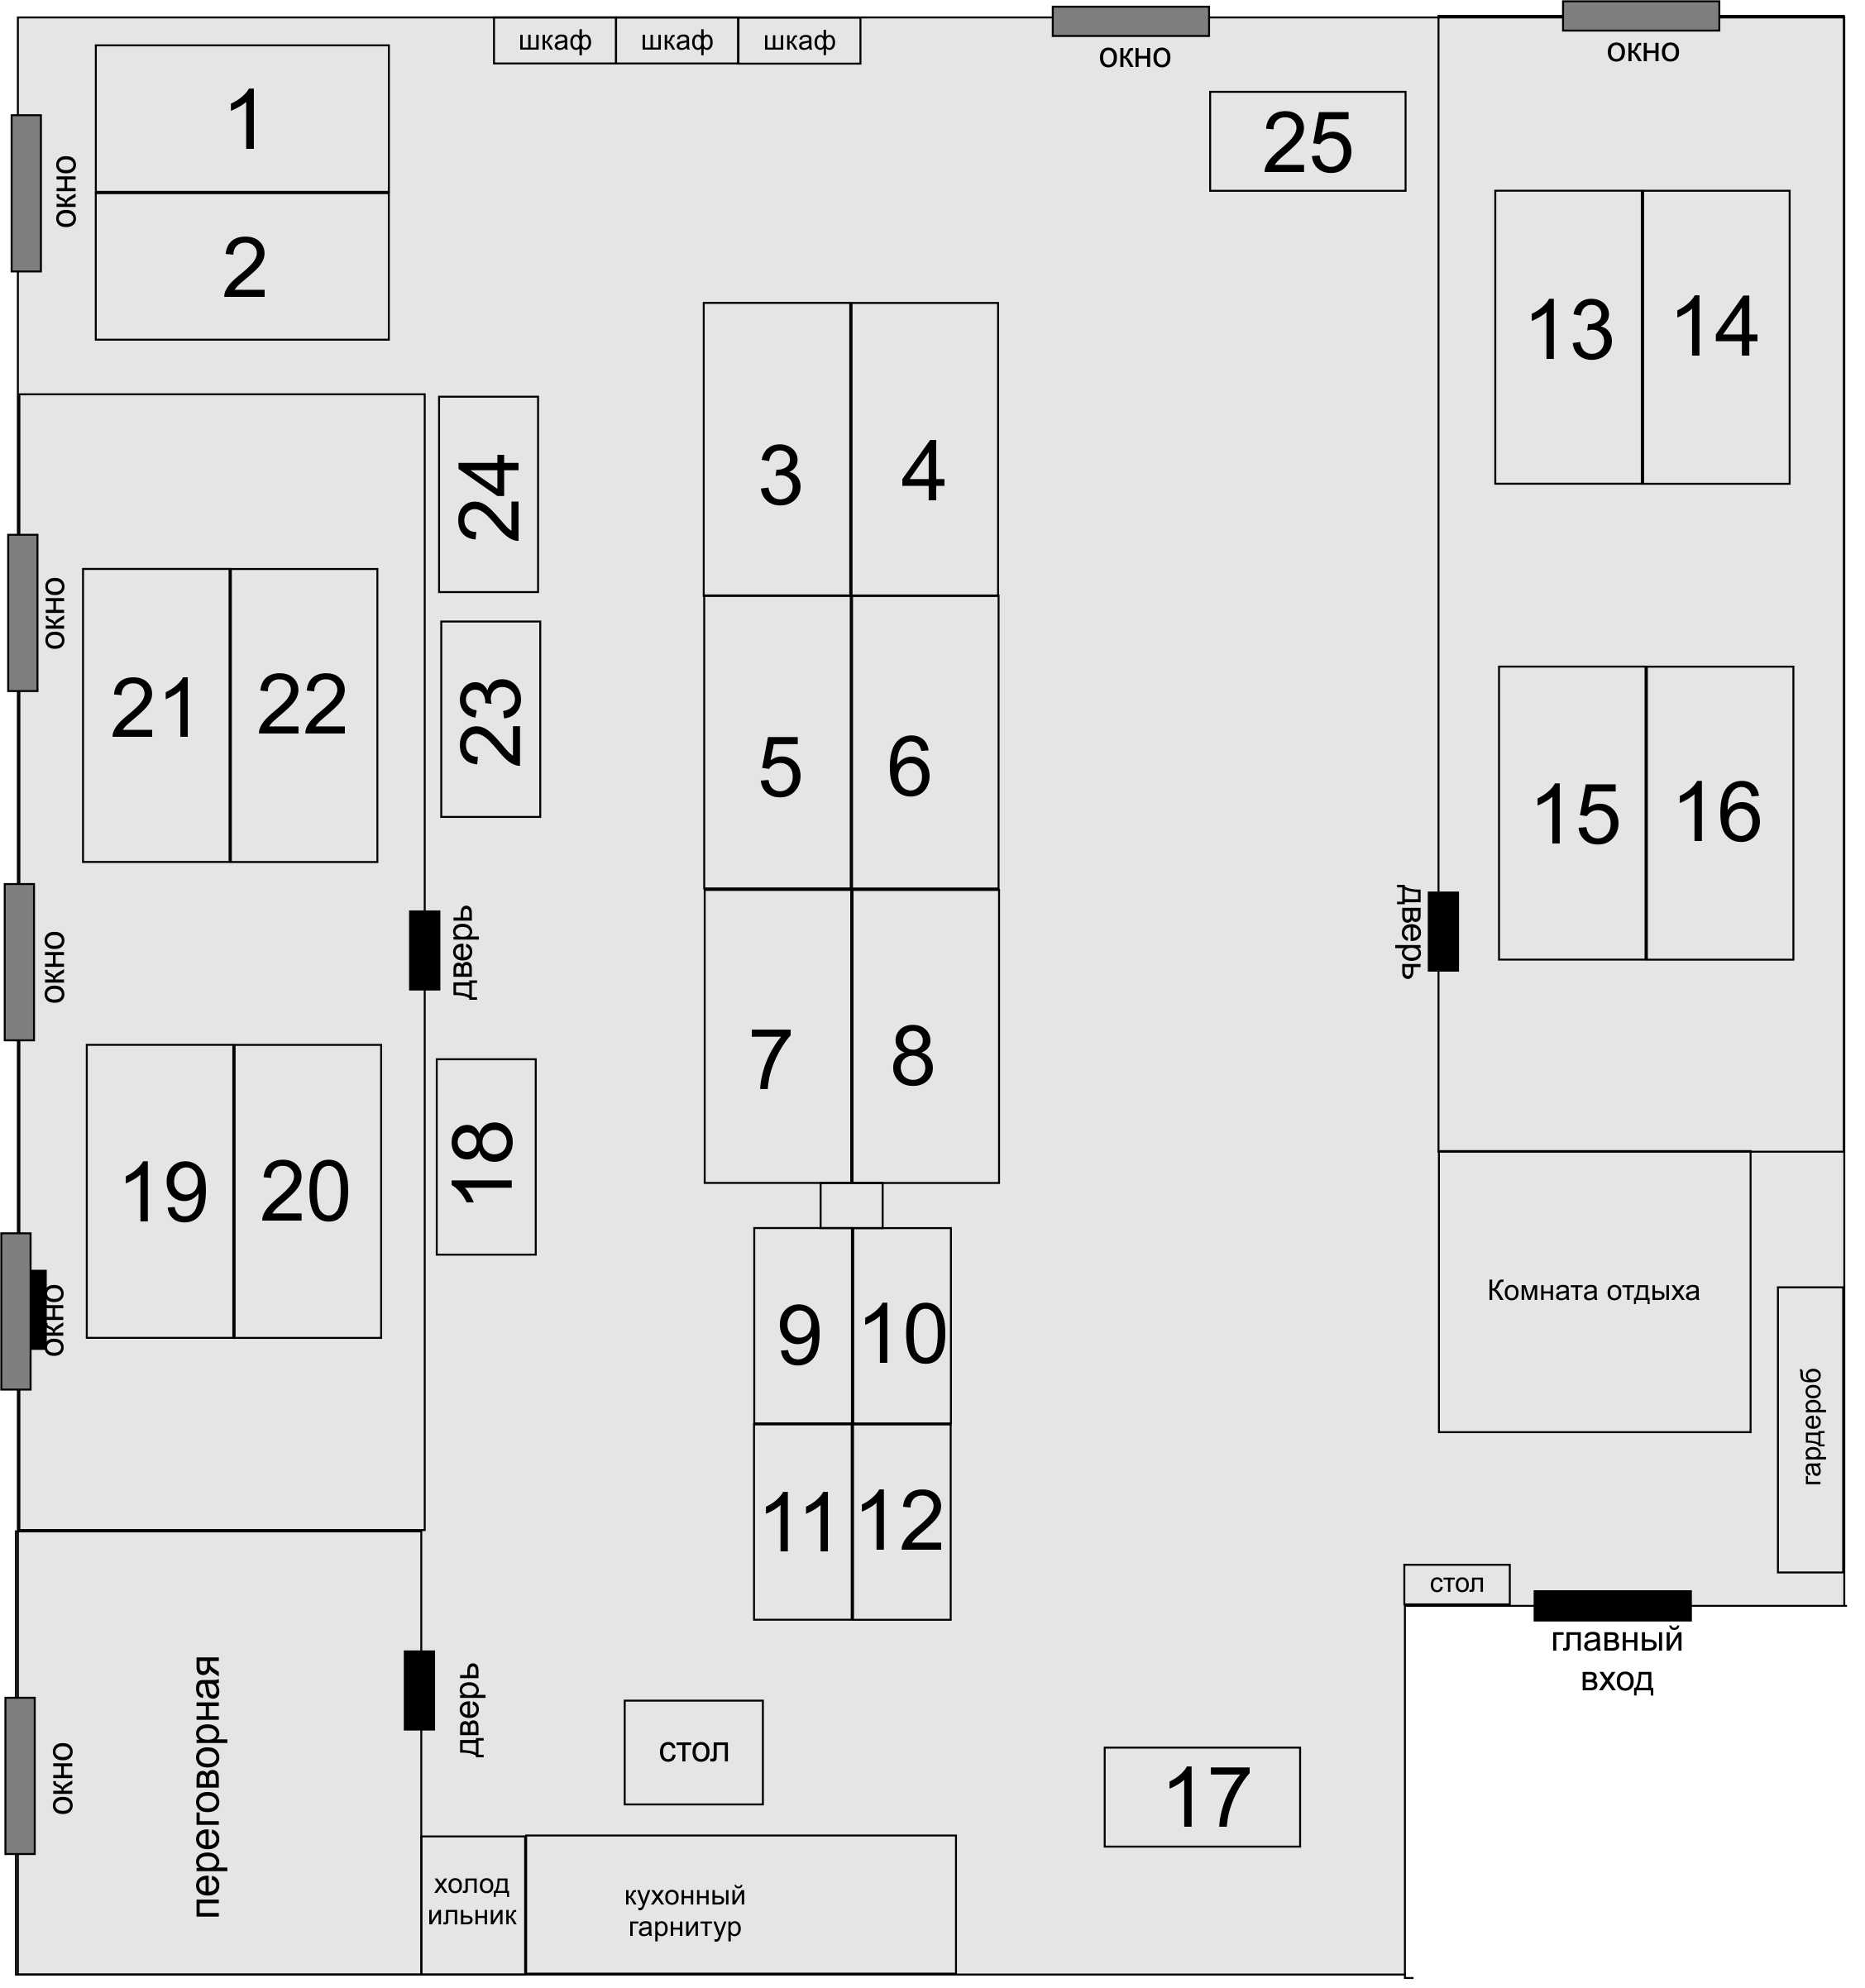 шкаф шкаф шкаф
окно
окно
1
25
окно
2
13 14
3 4
24
окно
21 22
23
5 6
15 16
окно
дверь
дверь
7 8
18
19 20
окно
9 10
Комната отдыха
гардероб
11 12
стол
главный
вход
переговорная
дверь
окно
стол
17
холод
ильник
кухонный
гарнитур